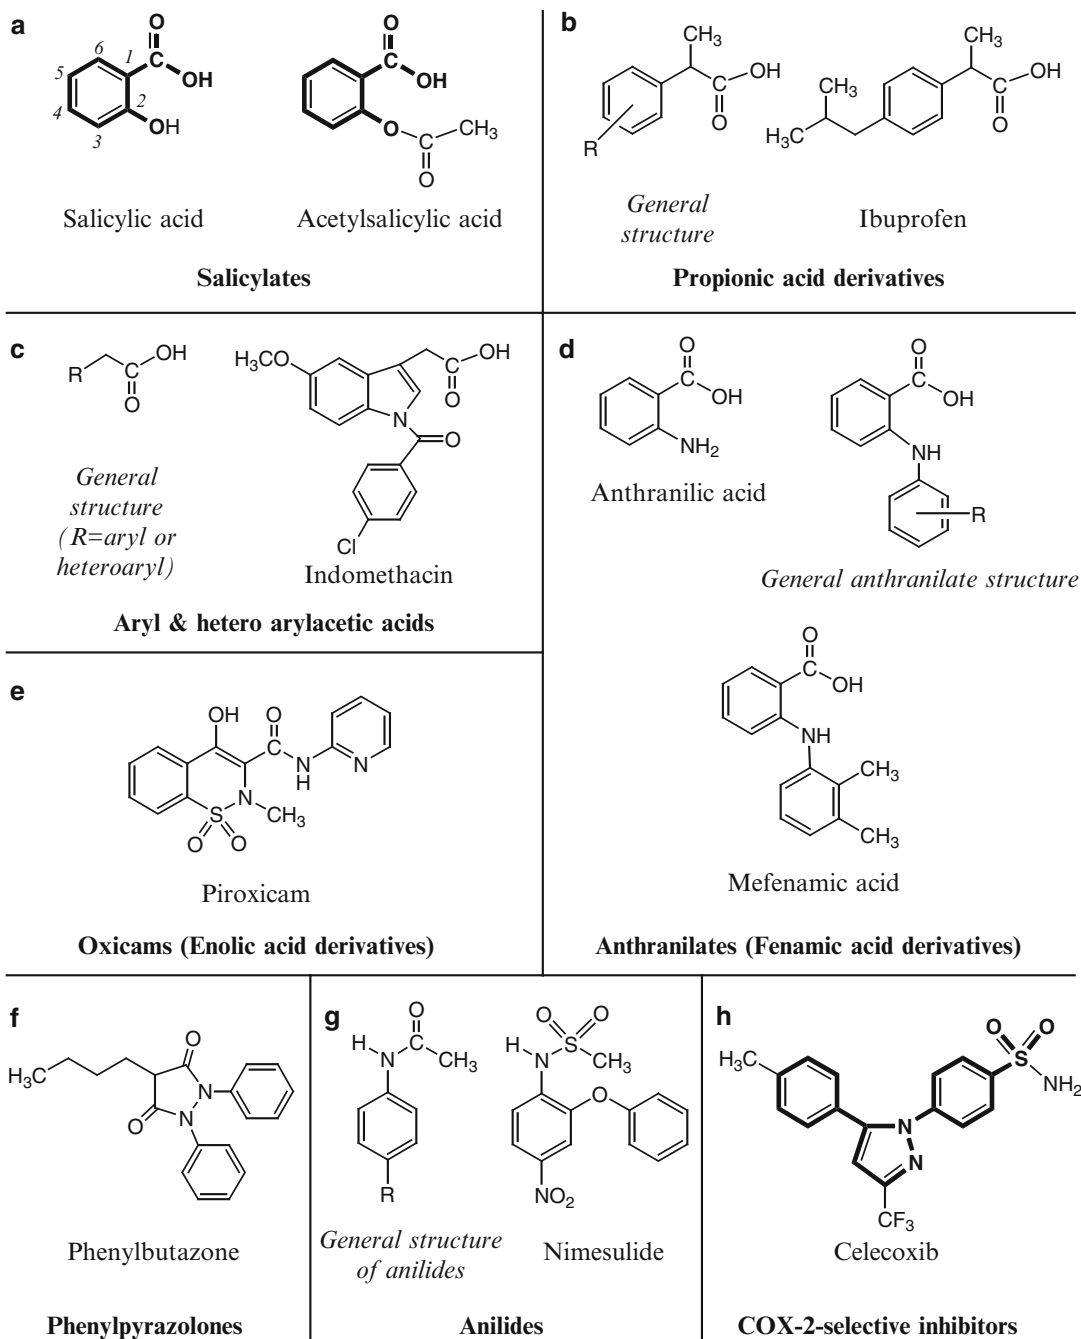 a
O
C
OH
1
2
3
4
5
6
OH
Salicylic acid
O
C
OH
O
C
CH3
O
Acetylsalicylic acid
Salicylates
b
CH3
C
OH
O
R
General
structure
CH3
C
OH
O
CH3
H3C
Ibuprofen
Propionic acid derivatives
c
R
C
OH
O
General
structure
(R=aryl or
heteroaryl)
H3CO
C
OH
O
N
O
Cl
Indomethacin
Aryl & hetero arylacetic acids
d
O
C
OH
NH2
Anthranilic acid
O
C
OH
NH
R
General anthranilate structure
O
C
OH
NH
CH3
CH3
Mefenamic acid
Anthranilates (Fenamic acid derivatives)
e
OH
O
C
N
H
N
N
CH3
S
O
O
Piroxicam
Oxicams (Enolic acid derivatives)
f
H3C
O
N
N
O
Phenylbutazone
Phenylpyrazolones
g
O
H
C
N
CH3
R
General structure
of anilides
O
O
H
S
N
CH3
O
NO2
Nimesulide
Anilides
h
H3C
O
O
S
NH2
N
N
CF3
Celecoxib
COX-2-selective inhibitors